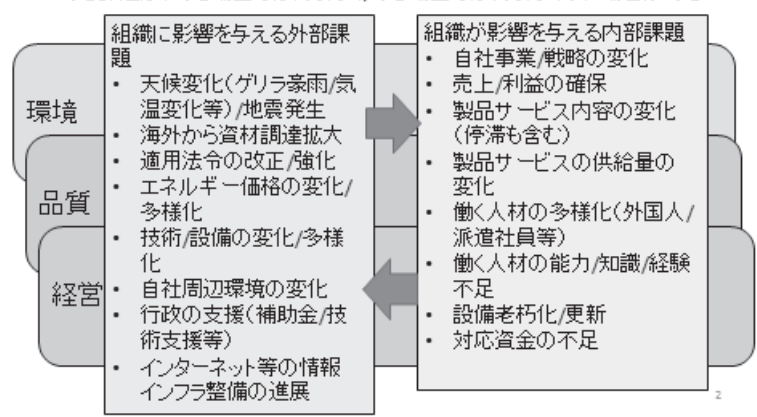 環境
品質
経営
組織に影響を与える外部課
題
・ 天候変化(ゲリラ豪雨/気
温変化等)/地震発生
・ 海外から資材調達拡大
・ 適用法令の改正/強化
・ エネルギー価格の変化/
多様化
・ 技術/設備の変化/多様
化
・ 自社周辺環境の変化
・ 行政の支援(補助金/技
術支援等)
・ インターネット等の情報
インフラ整備の進展
組織が影響を与える内部課題
・ 自社事業/戦略の変化
・ 売上/利益の確保
・ 製品サービス内容の変化
(停滞も含む)
・ 製品サービスの供給量の
変化
・ 働く人材の多様化(外国人/
派遣社員等)
・ 働く人材の能力/知識/経験
不足
・ 設備老朽化/更新
・ 対応資金の不足
2